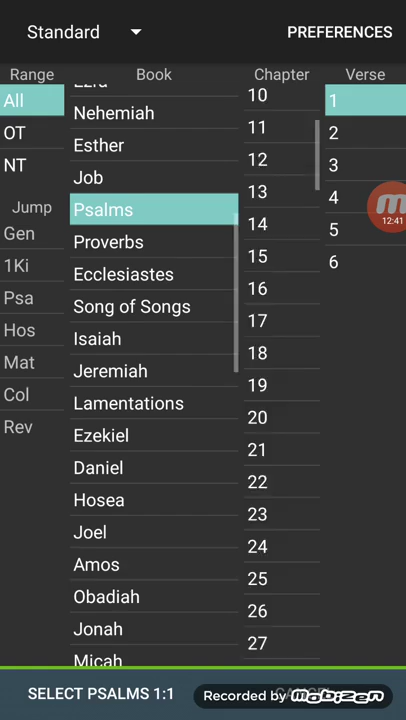 Standard
PREFERENCES
Range
Book
Chapter
Verse
All
OT
NT
Jump
Gen
1Ki
Psa
Hos
Mat
Col
Rev
Ezra
Nehemiah
Esther
Job
Psalms
Proverbs
Ecclesiastes
Song of Songs
Isaiah
Jeremiah
Lamentations
Ezekiel
Daniel
Hosea
Joel
Amos
Obadiah
Jonah
Micah
10
11
12
13
14
15
16
17
18
19
20
21
22
23
24
25
26
27
1
2
3
4
5
6
12:41
SELECT PSALMS 1:1
CANCEL
Recorded by MOBIZEN